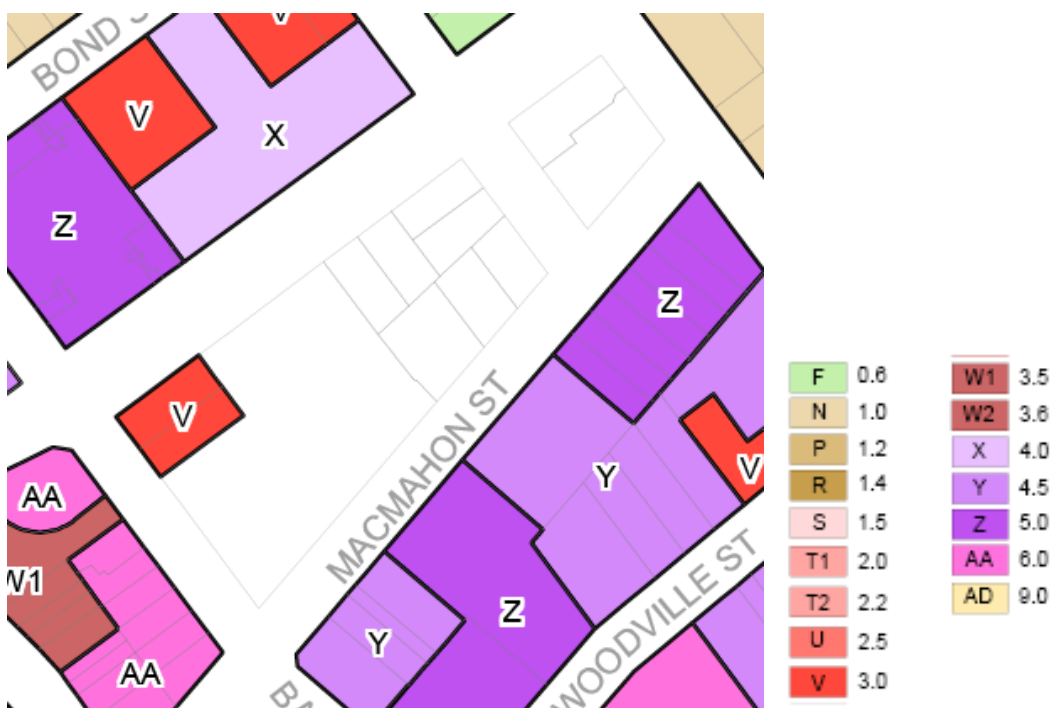 V
BOND S
V
X
Z
Z
V
MACMAHON ST
Y
V
AA
W1
Z
Y
AA
WOODVILLE ST
BA
F 0.6
N 1.0
P 1.2
R 1.4
S 1.5
T1 2.0
T2 2.2
U 2.5
V 3.0
W1 3.5
W2 3.6
X 4.0
Y 4.5
Z 5.0
AA 6.0
AD 9.0